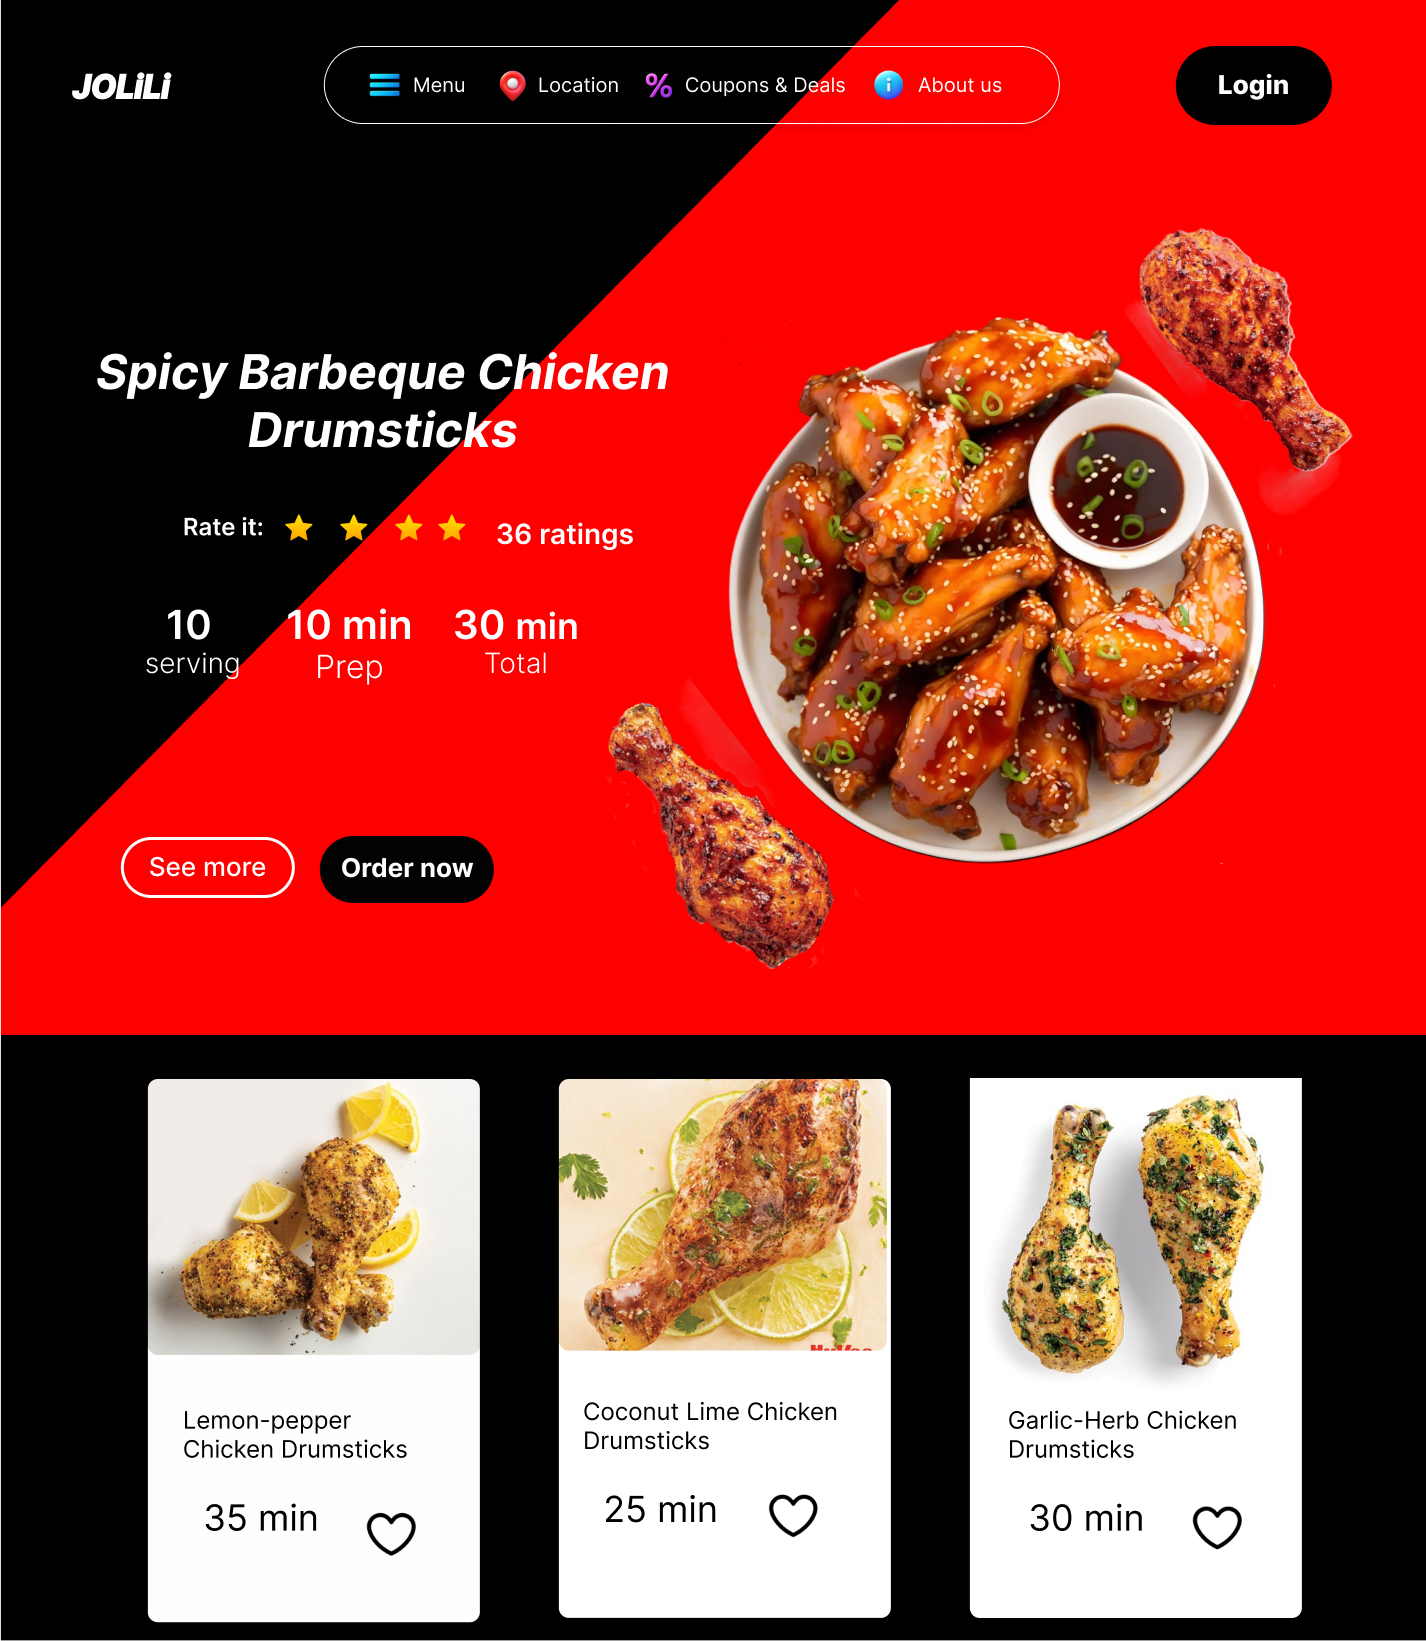 JOLiLi
Menu
Location
Coupons & Deals
About us
Login
Spicy Barbeque Chicken
Drumsticks
Rate it:
36 ratings
10
serving
10 min
Prep
30 min
Total
See more
Order now
Lemon-pepper
Chicken Drumsticks
35 min
Coconut Lime Chicken
Drumsticks
25 min
Garlic-Herb Chicken
Drumsticks
30 min